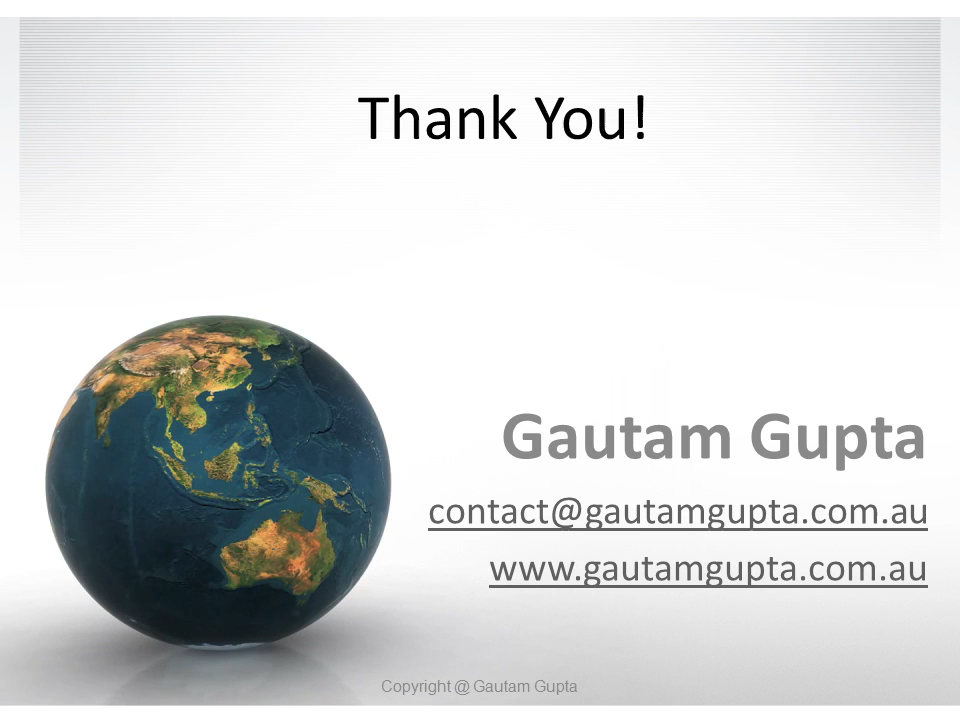 Thank You!
Gautam Gupta
contact@gautamgupta.com.au
www.gautamgupta.com.au
Copyright @ Gautam Gupta